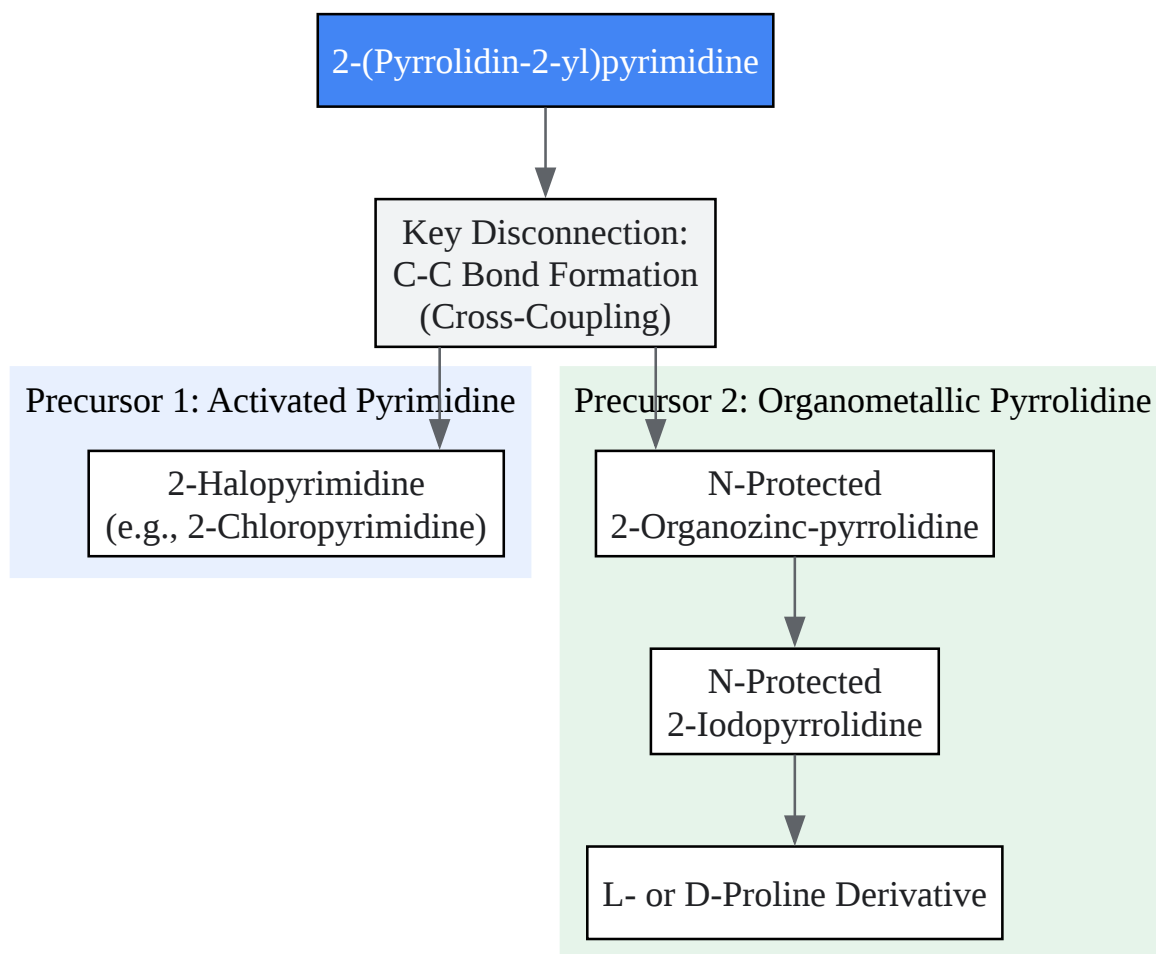 2-(Pyrrolidin-2-yl)pyrimidine
Key Disconnection:
C-C Bond Formation
(Cross-Coupling)
Precursor 1: Activated Pyrimidine
2-Halopyrimidine
(e.g., 2-Chloropyrimidine)
Precursor 2: Organometallic Pyrrolidine
N-Protected
2-Organozinc-pyrrolidine
N-Protected
2-Iodopyrrolidine
L- or D-Proline Derivative